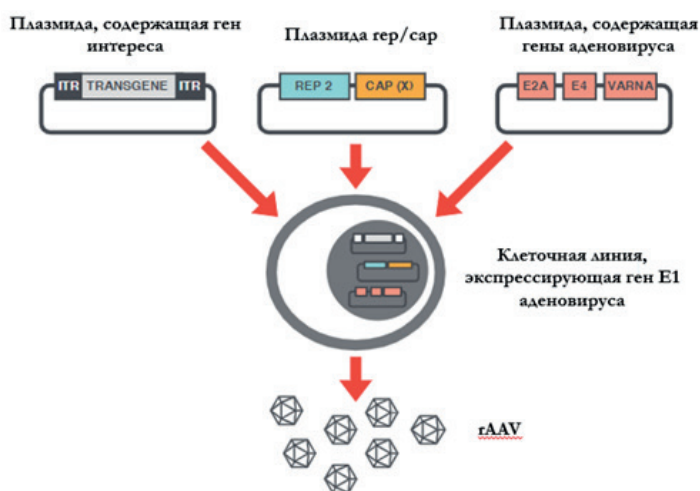 Плазмида, содержащая ген
интереса
Плазмида rep/cap
Плазмида, содержащая
гены аденовируса
ITR TRANSGENE ITR
REP 2 CAP (X)
E2A E4 VARNA
Клеточная линия,
экспрессирующая ген E1
аденовируса
rAAV